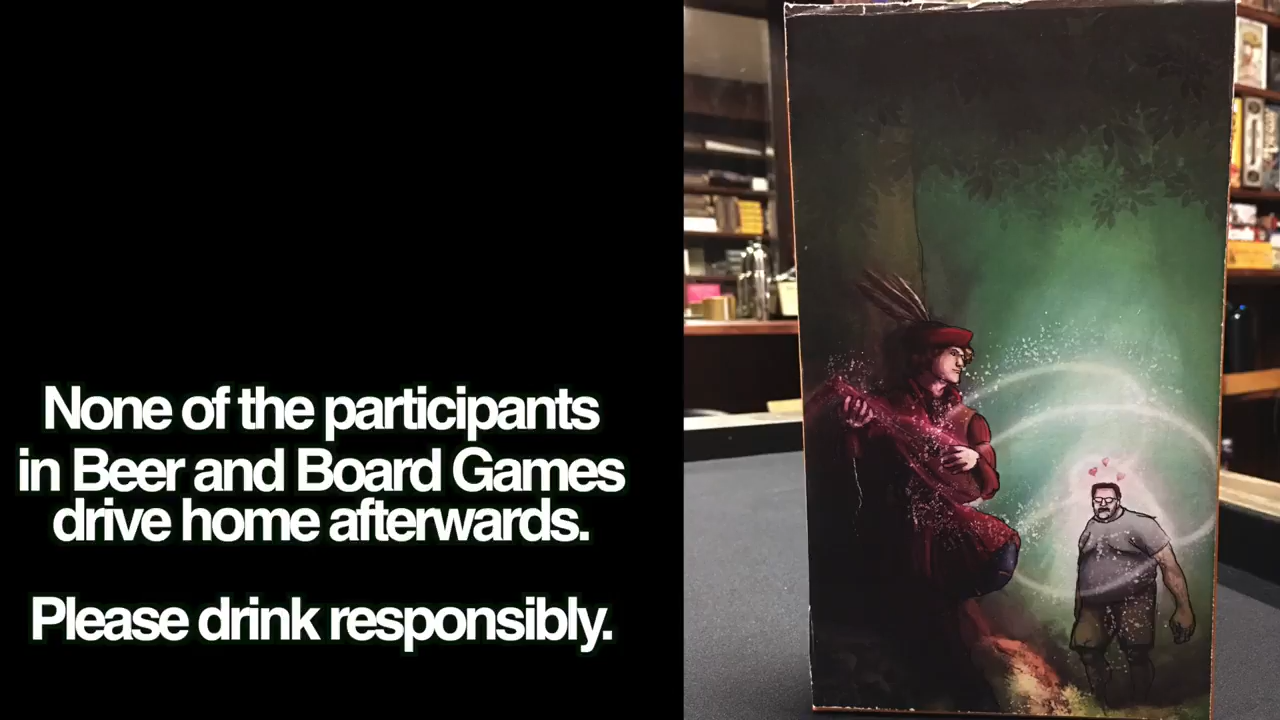 None of the participants
in Beer and Board Games
drive home afterwards.
Please drink responsibly.